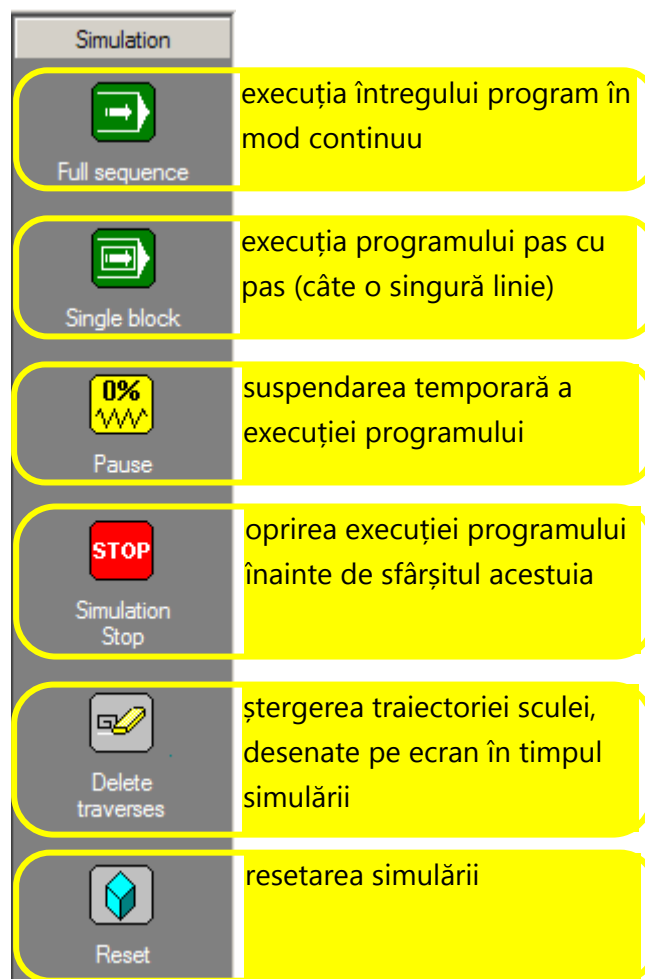 Simulation
execuția întregului program în
mod continuu
Full sequence
execuția programului pas cu
pas (câte o singură linie)
Single block
0%
suspendarea temporară a
execuției programului
Pause
oprirea execuției programului
STOP
înainte de sfârșitul acestuia
Simulation
Stop
ștergerea traiectoriei sculei,
desenate pe ecran în timpul
simulării
Delete
traverses
resetarea simulării
Reset